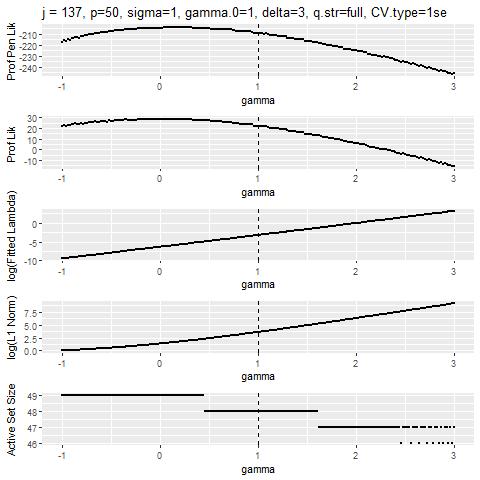 j = 137, p=50, sigma=1, gamma.0=1, delta=3, q.str=full, CV.type=1se
Prof Pen Lik
-210
-220
-230
-240
-1 0 1 2 3
gamma
Prof Lik
30
20
10
0
-10
-1 0 1 2 3
gamma
log(Fitted Lambda)
0
-5
-10
-1 0 1 2 3
gamma
log(L1 Norm)
7.5
5.0
2.5
0.0
-1 0 1 2 3
gamma
Active Set Size
49
48
47
46
-1 0 1 2 3
gamma